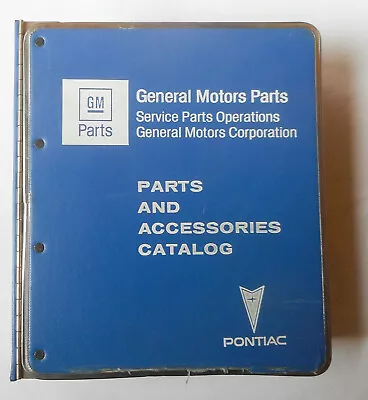 GM
Parts
General Motors Parts
Service Parts Operations
General Motors Corporation
PARTS
AND
ACCESSORIES
CATALOG
PONTIAC